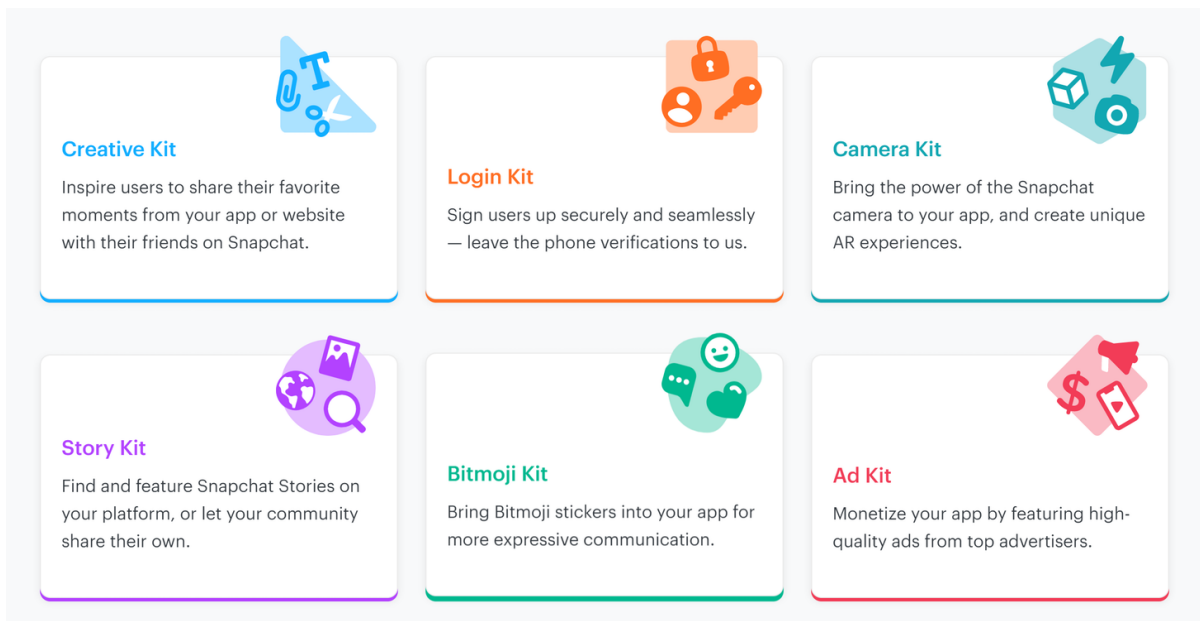 Creative Kit
Inspire users to share their favorite
moments from your app or website
with their friends on Snapchat.
Login Kit
Sign users up securely and seamlessly
— leave the phone verifications to us.
Camera Kit
Bring the power of the Snapchat
camera to your app, and create unique
AR experiences.
Story Kit
Find and feature Snapchat Stories on
your platform, or let your community
share their own.
Bitmoji Kit
Bring Bitmoji stickers into your app for
more expressive communication.
Ad Kit
Monetize your app by featuring high-
quality ads from top advertisers.